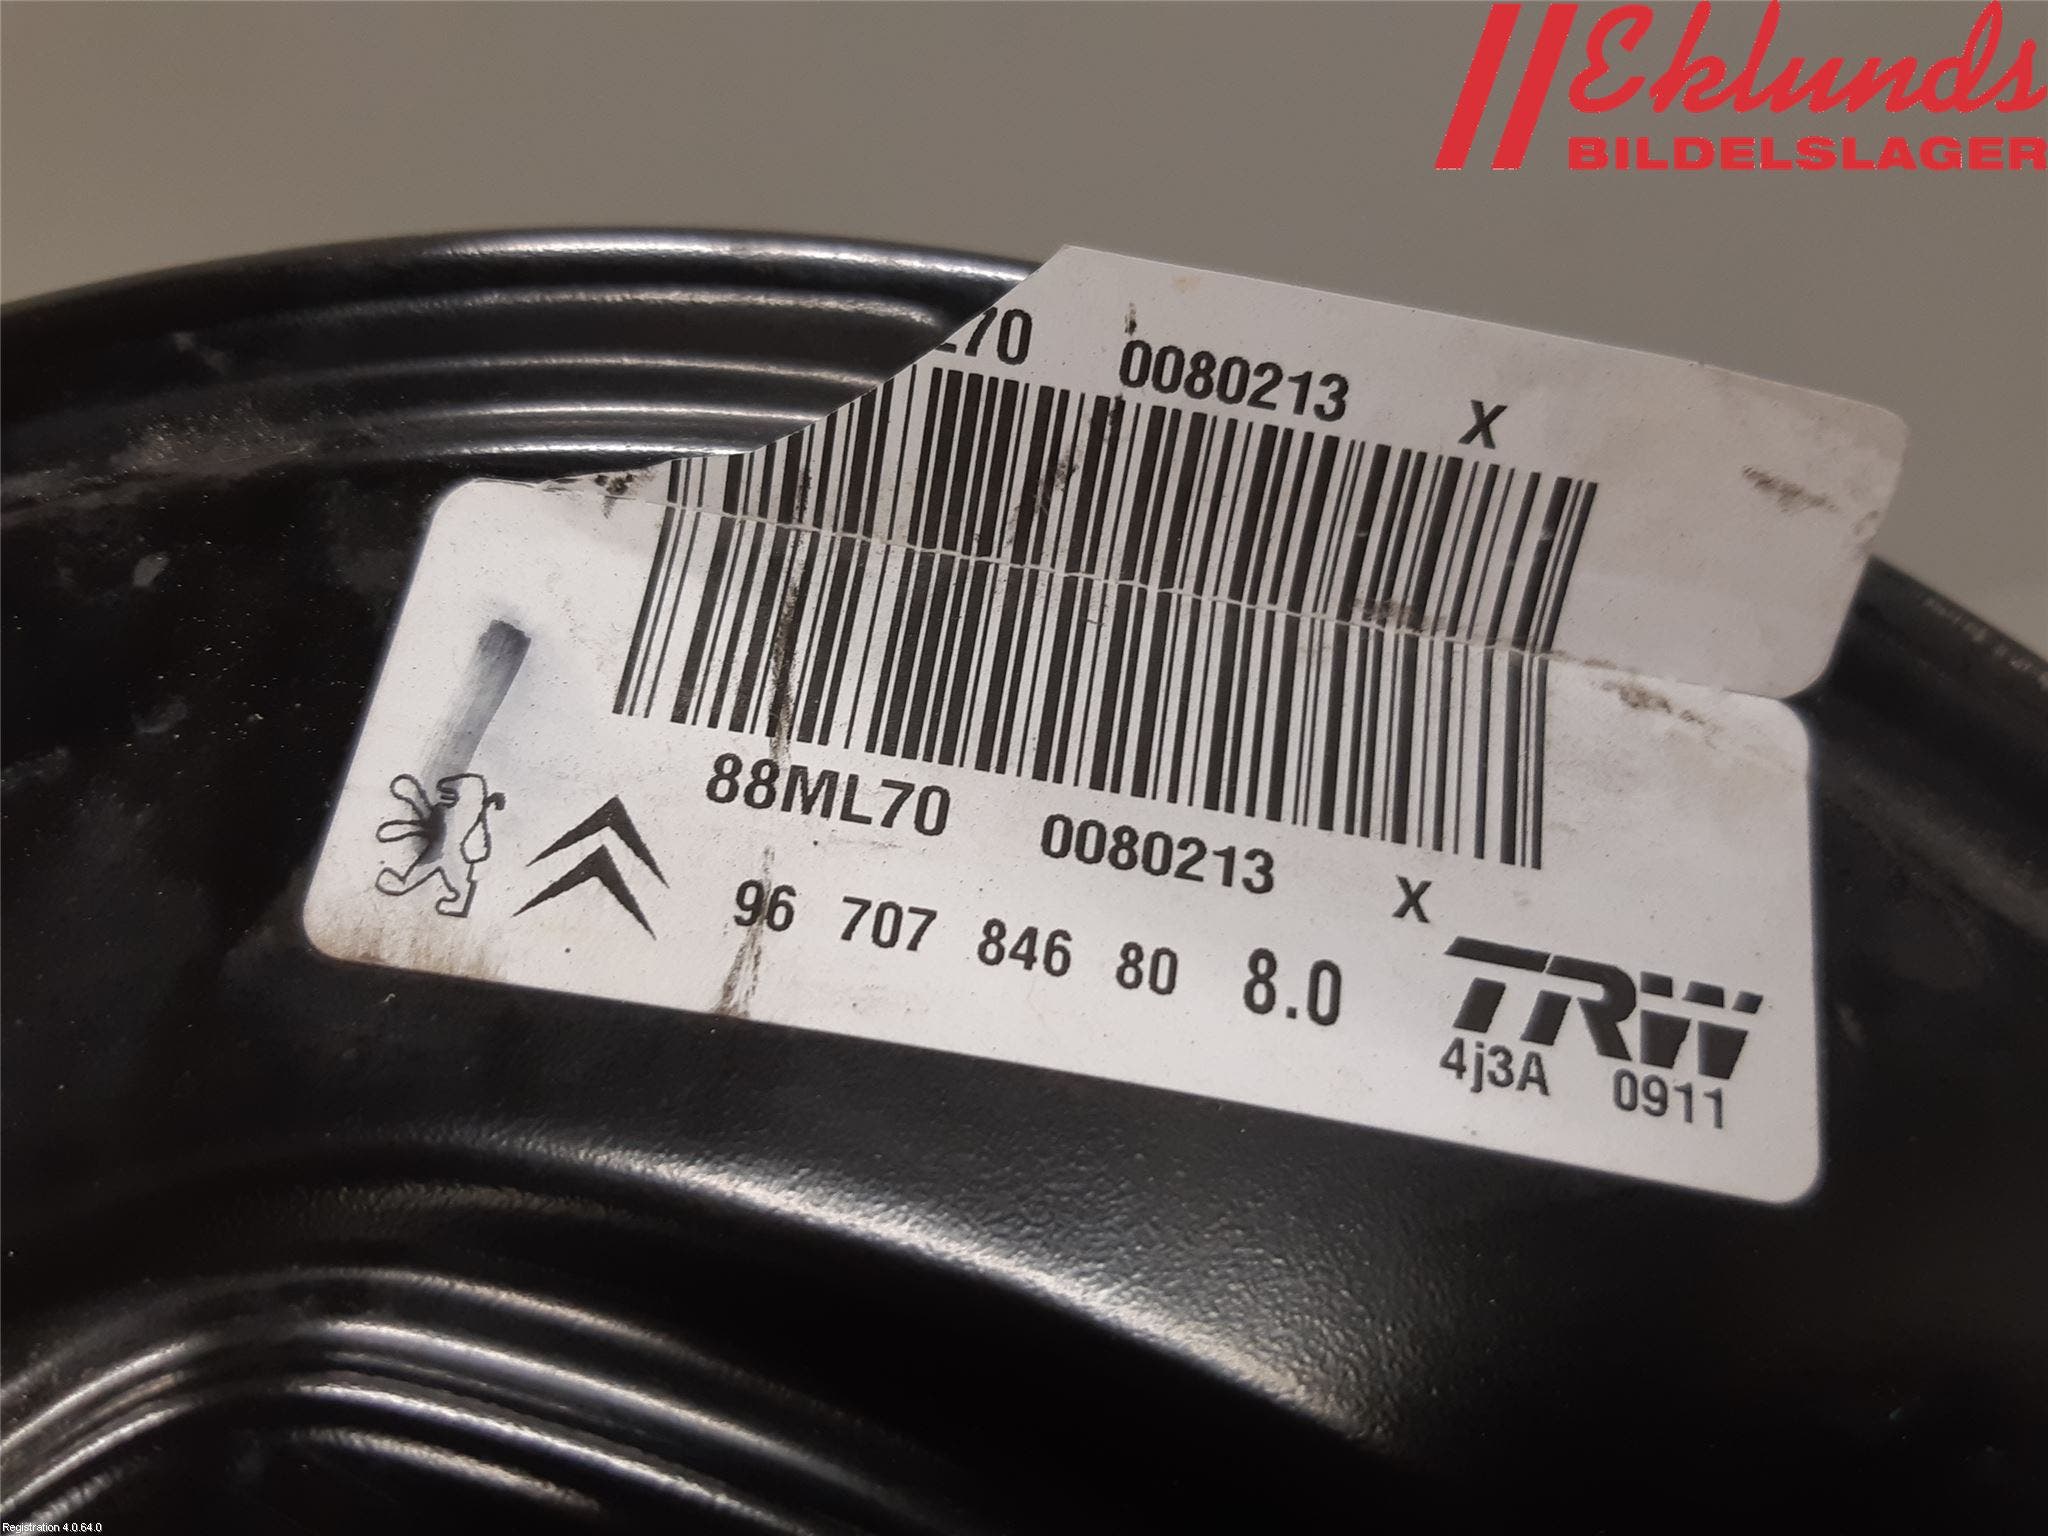 Eklunds
BILDELSLAGER
L70 0080213 X
88ML70 0080213 X
96 707 846 80 8.0
TRW
4j3A 0911
Registration 4.0.64.0